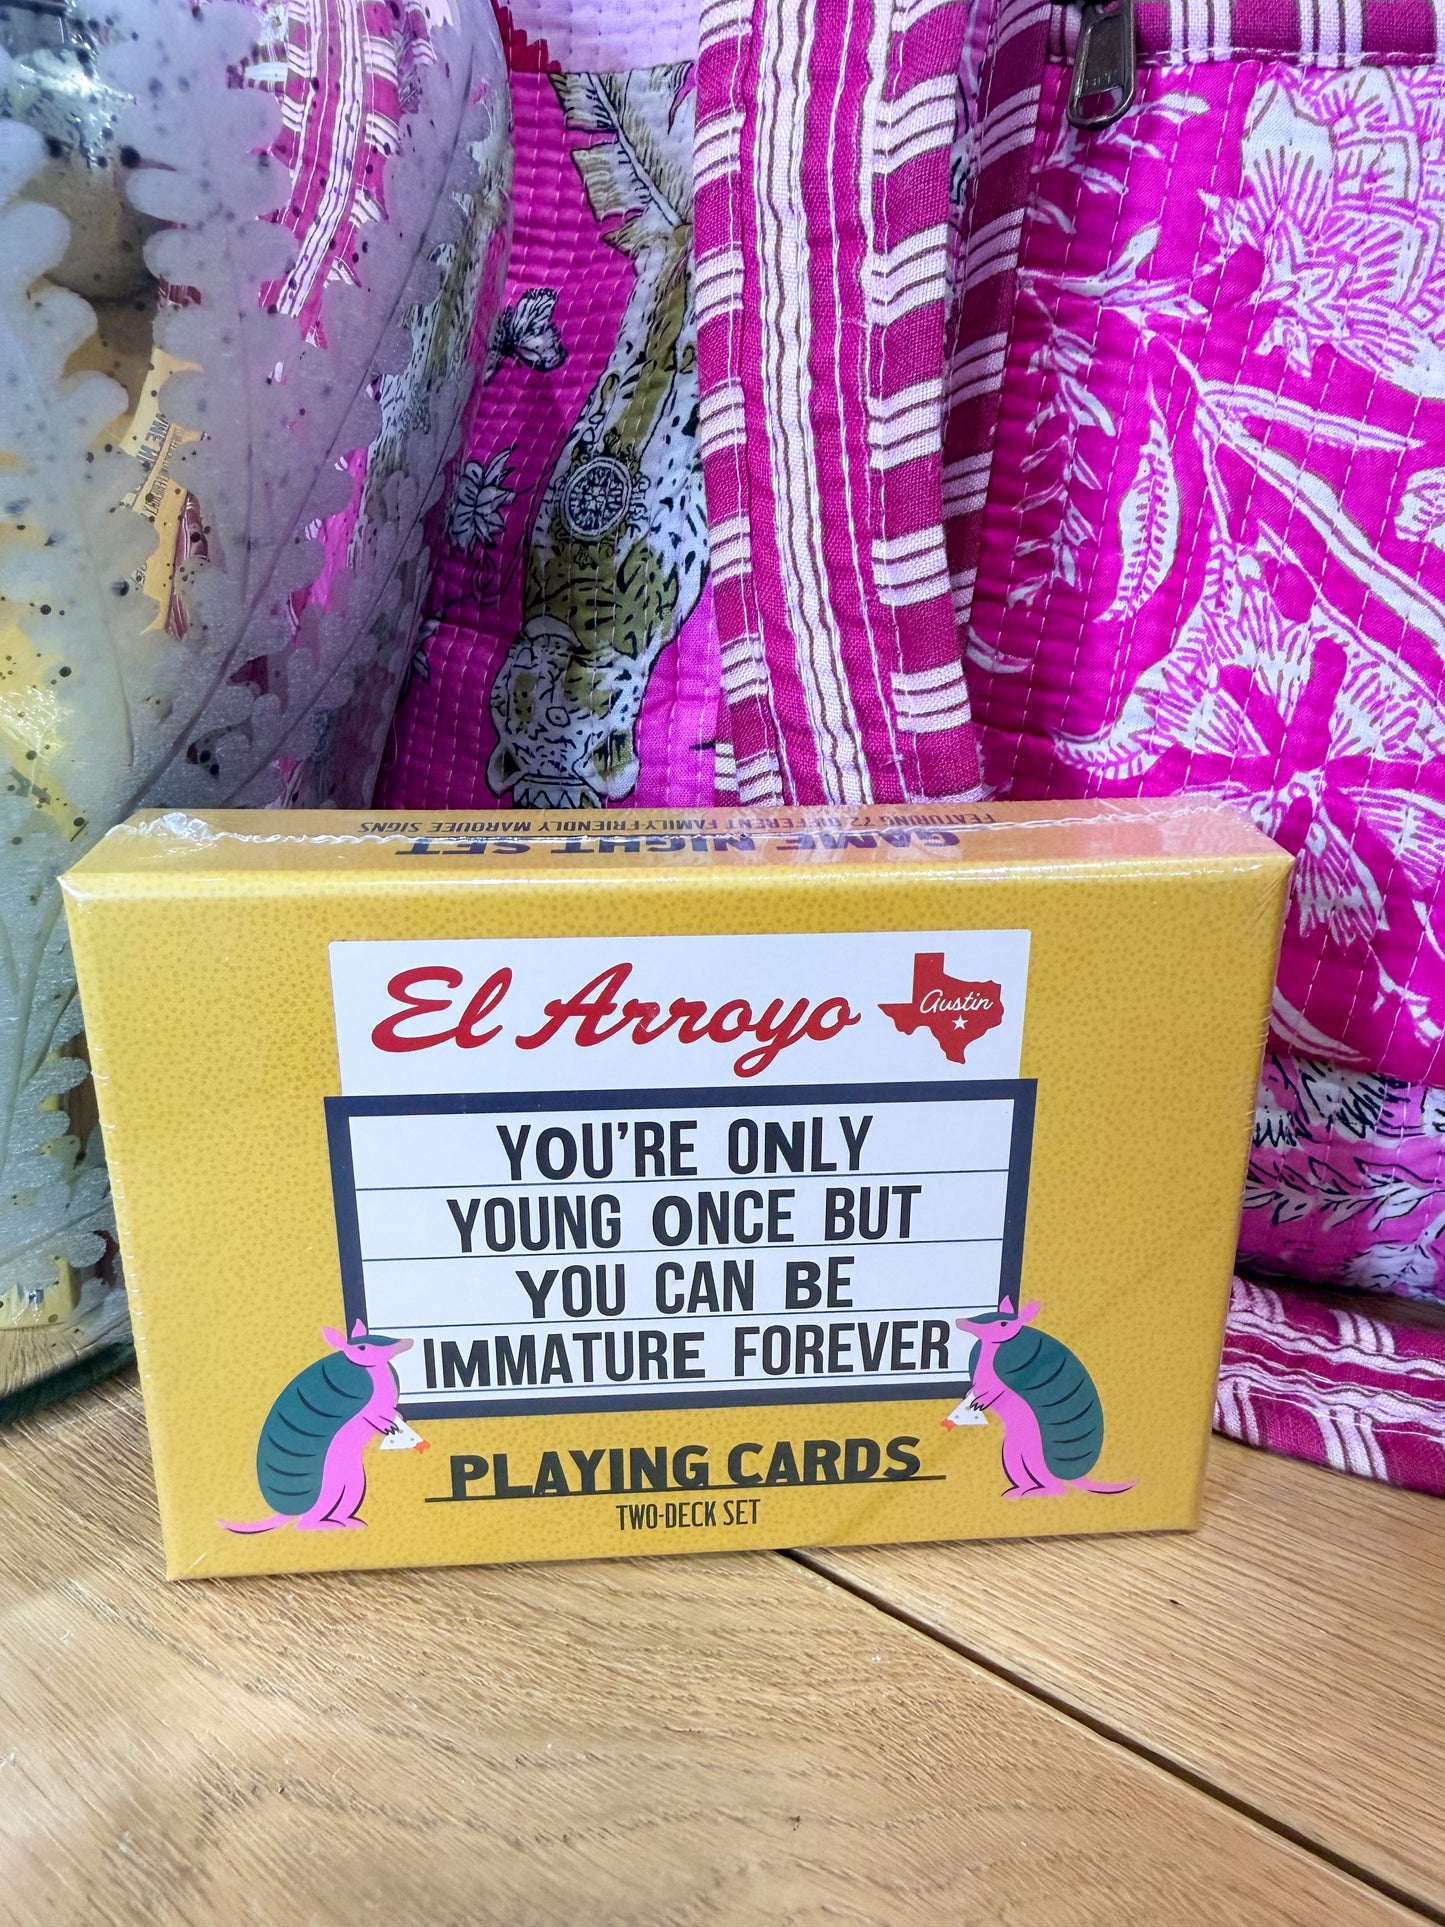 FEATURING 72 DIFFERENT FAMILY-FRIENDLY MARQUEE SIGNS
GAME NIGHT SET
El Arroyo
Austin
YOU'RE ONLY
YOUNG ONCE BUT
YOU CAN BE
IMMATURE FOREVER
PLAYING CARDS
TWO-DECK SET